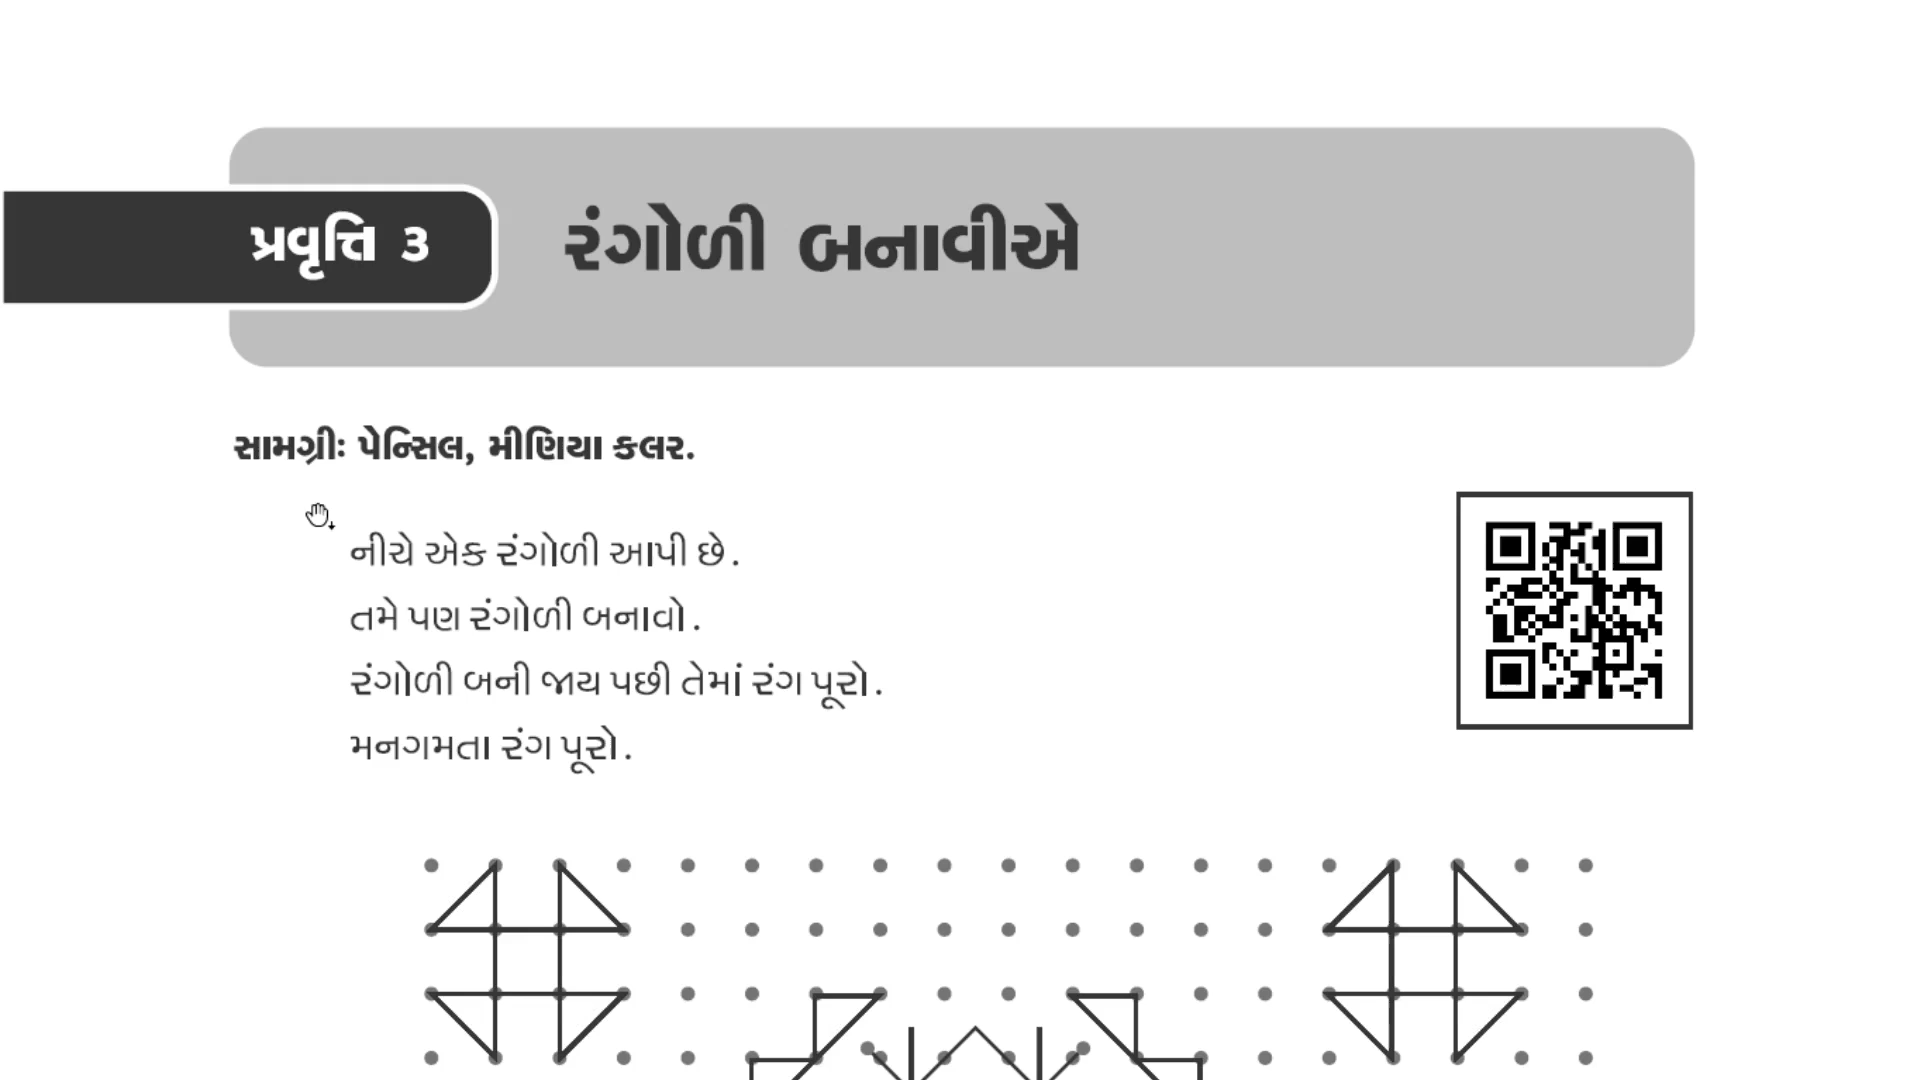 પ્રવૃત્તિ ૩
રંગોળી બનાવીએ
સામગ્રીઃ પેન્સિલ, મીણિયા કલર.
નીચે એક રંગોળી આપી છે.
તમે પણ રંગોળી બનાવો.
રંગોળી બની જાય પછી તેમાં રંગ પૂરો.
મનગમતા રંગ પૂરો.